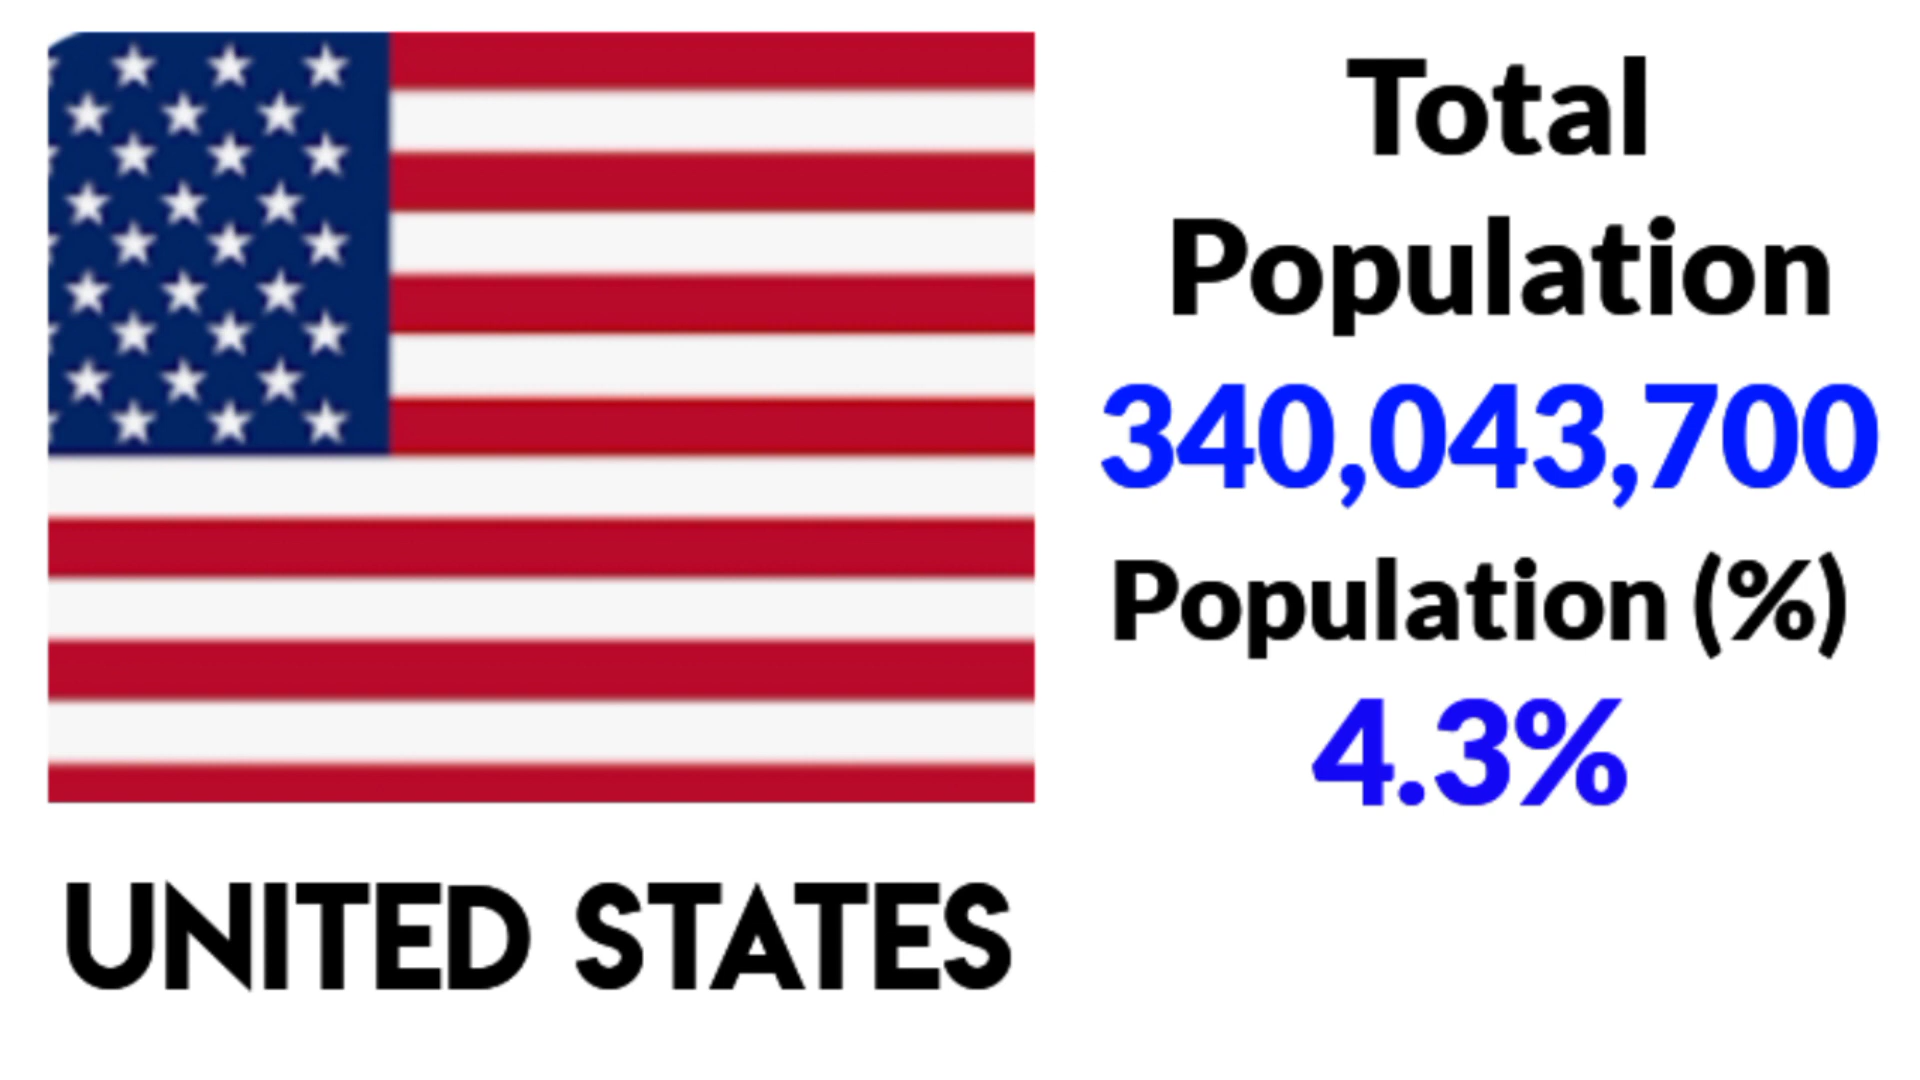 Total
Population
340,043,700
Population (%)
4.3%
UNITED STATES